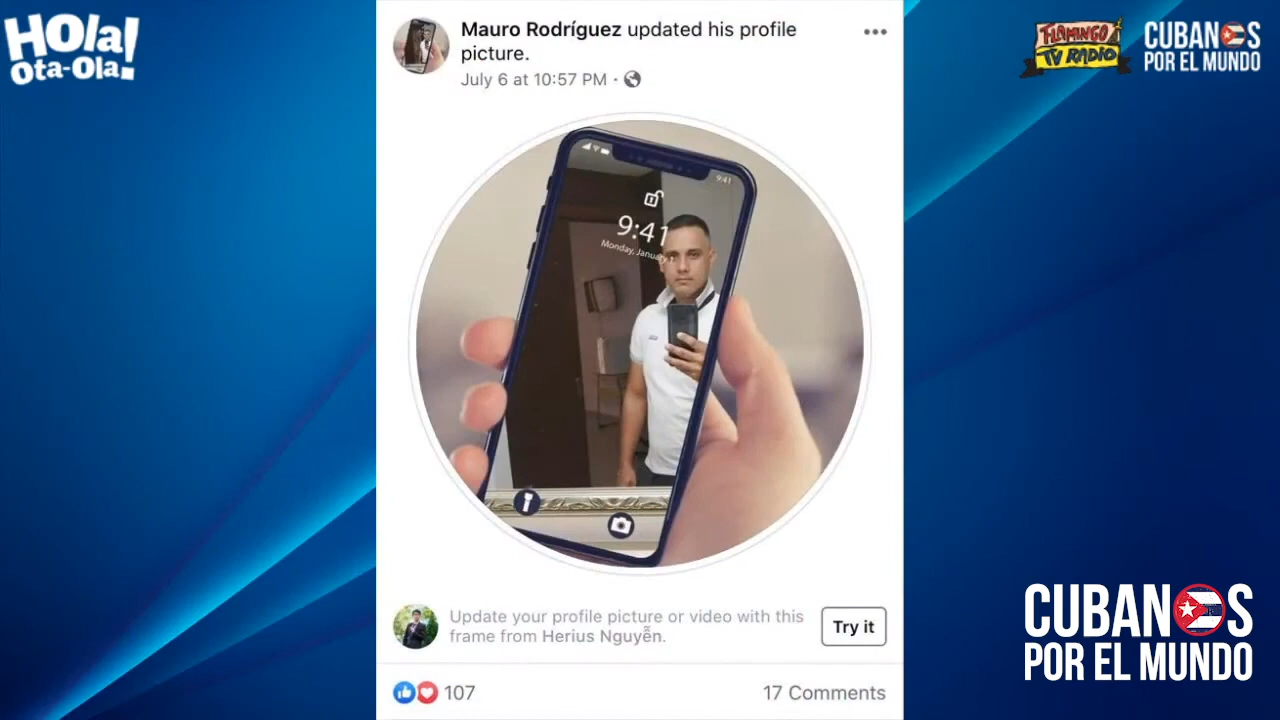 HOla!
Ota-Ola!
Mauro Rodríguez updated his profile
picture.
July 6 at 10:57 PM ·
FLAMINGO
TV RADIO
CUBANOS
POR EL MUNDO
9:41
9:41
Monday, January 1
Update your profile picture or video with this
frame from Herius Nguyễn.
Try it
107
17 Comments
CUBANOS
POR EL MUNDO